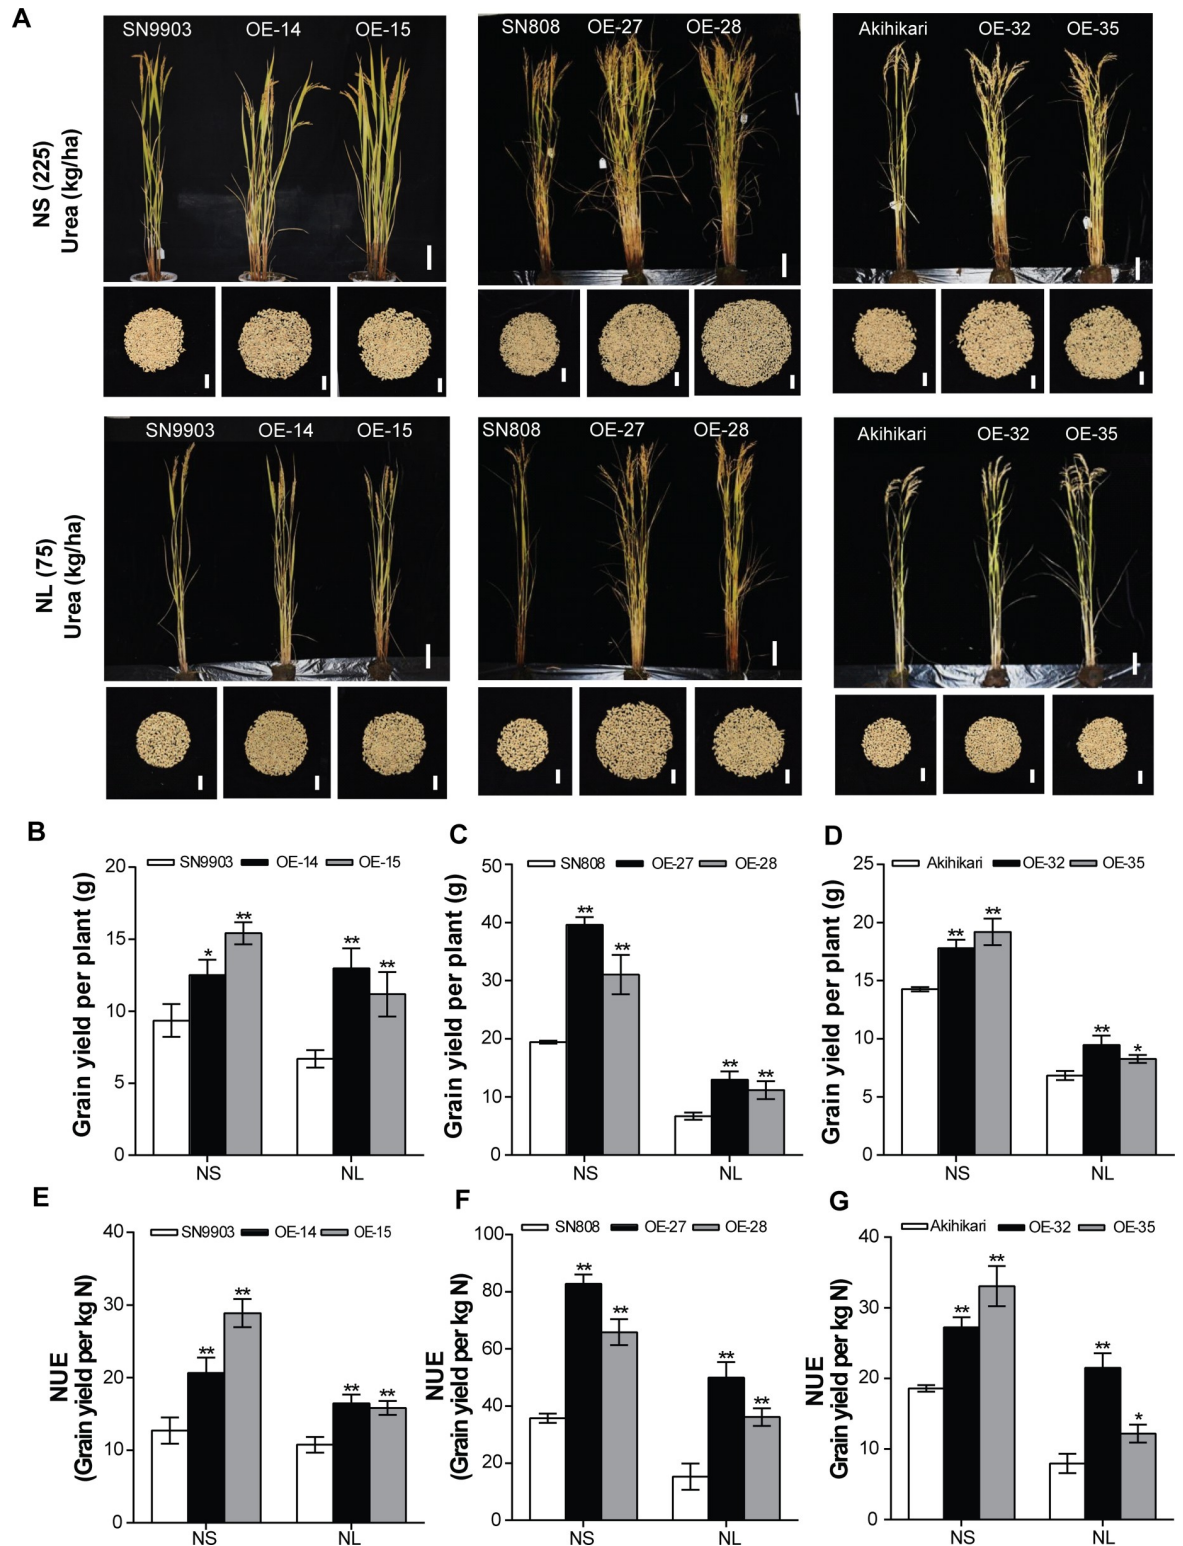 A
SN9903 OE-14 OE-15
SN808 OE-27 OE-28
Akihikari OE-32 OE-35
NS (225)
Urea (kg/ha)
SN9903 OE-14 OE-15
SN808 OE-27 OE-28
Akihikari OE-32 OE-35
NL (75)
Urea (kg/ha)
B
SN9903 OE-14 OE-15
Grain yield per plant (g)
20
15
10
5
0
* ** ** **
NS NL
C
SN808 OE-27 OE-28
Grain yield per plant (g)
50
40
30
20
10
0
** ** ** **
NS NL
D
Akihikari OE-32 OE-35
Grain yield per plant (g)
25
20
15
10
5
0
** ** ** *
NS NL
E
SN9903 OE-14 OE-15
NUE
(Grain yield per kg N)
40
30
20
10
0
** ** ** **
NS NL
F
SN808 OE-27 OE-28
NUE
(Grain yield per kg N)
100
80
60
40
20
0
** ** ** **
NS NL
G
Akihikari OE-32 OE-35
NUE
Grain yield per kg N)
40
30
20
10
0
** ** ** *
NS NL